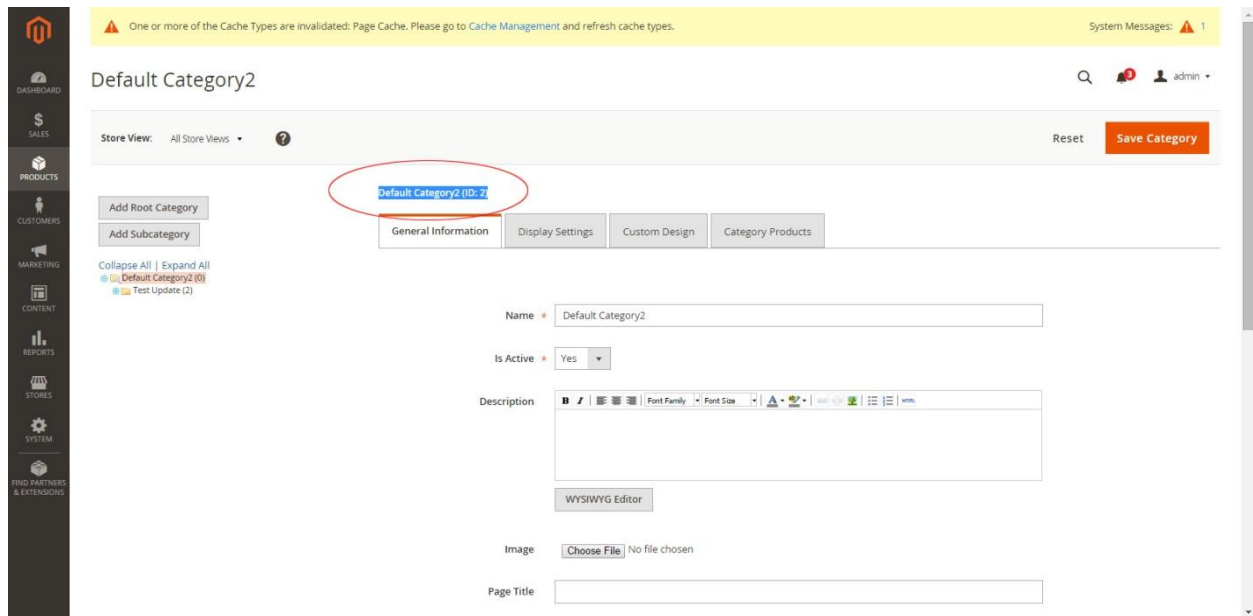 One or more of the Cache Types are invalidated: Page Cache. Please go to Cache Management and refresh cache types.
System Messages: 1
Default Category2
3
admin
DASHBOARD
SALES
PRODUCTS
CUSTOMERS
MARKETING
CONTENT
REPORTS
STORES
SYSTEM
FIND PARTNERS
& EXTENSIONS
Store View: All Store Views
?
Reset
Save Category
Add Root Category
Add Subcategory
Collapse All | Expand All
Default Category2 (0)
Test Update (2)
Default Category2 (ID: 2)
General Information
Display Settings
Custom Design
Category Products
Name * Default Category2
Is Active * Yes
Description
B I Font Family Font Size A HTML
WYSIWYG Editor
Image Choose File No file chosen
Page Title